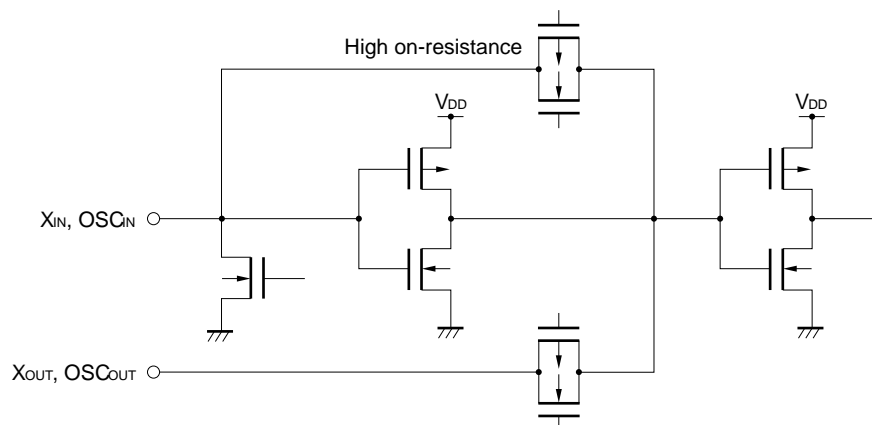 High on-resistance
VDD
VDD
XIN, OSCIN
XOUT, OSCOUT